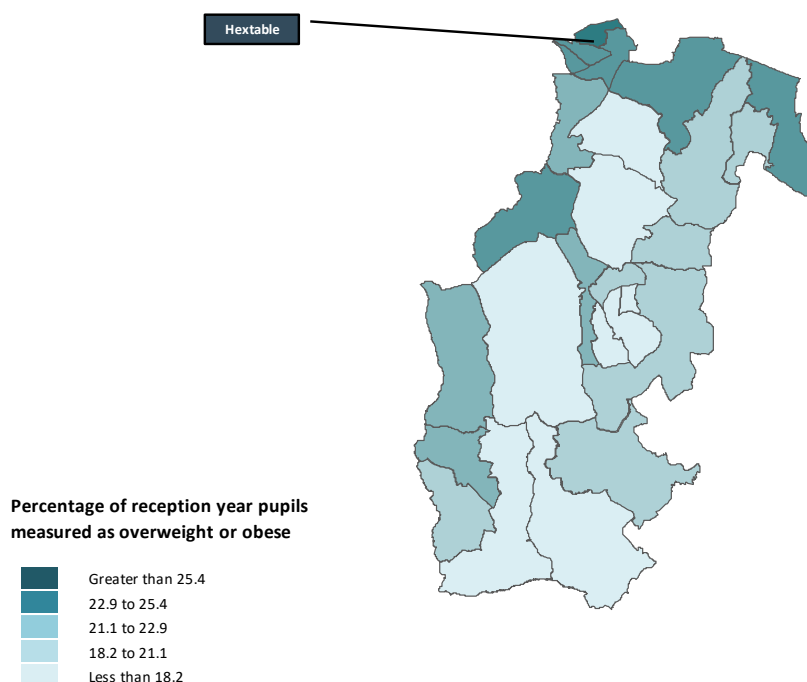 Hextable
Percentage of reception year pupils
measured as overweight or obese
Greater than 25.4
22.9 to 25.4
21.1 to 22.9
18.2 to 21.1
Less than 18.2